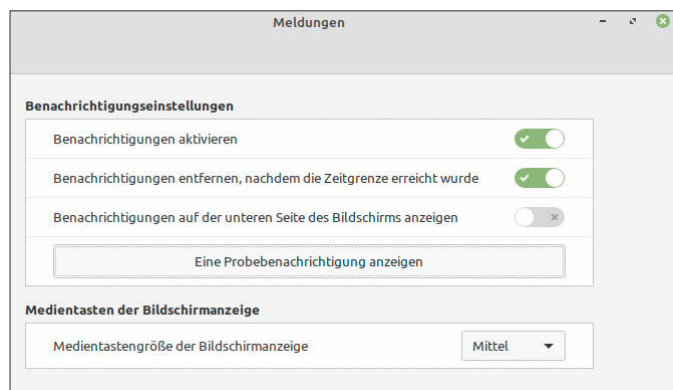 Meldungen
Benachrichtigungseinstellungen
Benachrichtigungen aktivieren
Benachrichtigungen entfernen, nachdem die Zeitgrenze erreicht wurde
Benachrichtigungen auf der unteren Seite des Bildschirms anzeigen
Eine Probebenachrichtigung anzeigen
Medientasten der Bildschirmanzeige
Medientastengröße der Bildschirmanzeige Mittel